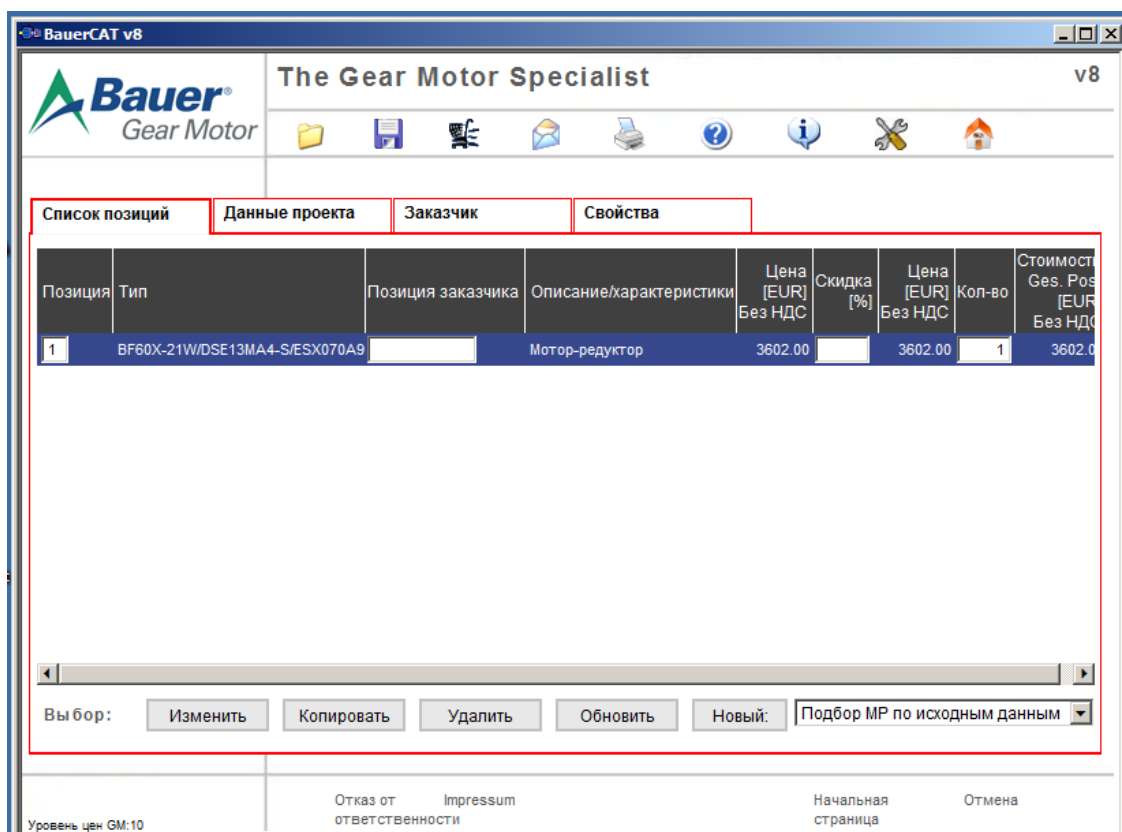 BauerCAT v8
Bauer®
Gear Motor
The Gear Motor Specialist
v8
Список позиций
Данные проекта
Заказчик
Свойства
Позиция
Тип
Позиция заказчика
Описание/характеристики
Цена
[EUR]
Без НДС
Скидка
[%]
Цена
[EUR]
Без НДС
Кол-во
Стоимост
Ges. Pos
[EUR
Без НДС
1
BF60X-21W/DSE13MA4-S/ESX070A9
Мотор-редуктор
3602.00
3602.00
1
3602.0
Выбор:
Изменить
Копировать
Удалить
Обновить
Новый:
Подбор МР по исходным данным
Отказ от
ответственности
Impressum
Начальная
страница
Отмена
Уровень цен GM:10